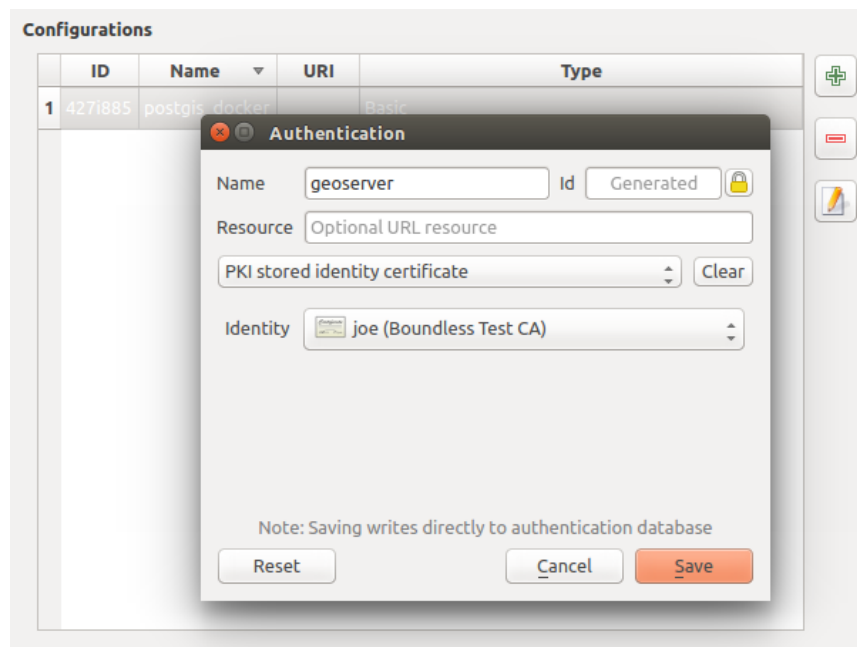 Configurations
ID Name URI Type
1 427i885 postgis_docker Basic
Authentication
Name geoserver Id Generated
Resource Optional URL resource
PKI stored identity certificate Clear
Identity joe (Boundless Test CA)
Note: Saving writes directly to authentication database
Reset Cancel Save